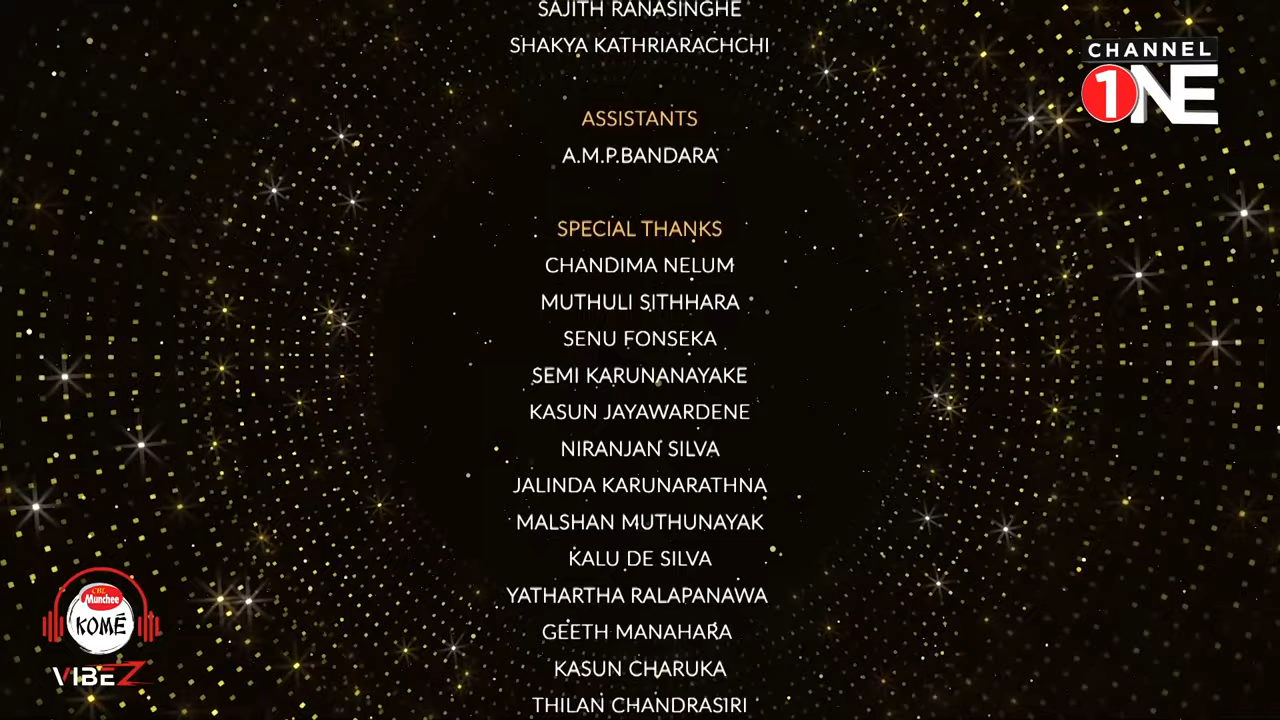 SAJITH RANASINGHE
SHAKYA KATHRIARACHCHI
CHANNEL
1NE
ASSISTANTS
A.M.P.BANDARA
SPECIAL THANKS
CHANDIMA NELUM
MUTHULI SITHHARA
SENU FONSEKA
SEMI KARUNANAYAKE
KASUN JAYAWARDENE
NIRANJAN SILVA
JALINDA KARUNARATHNA
MALSHAN MUTHUNAYAK
KALU DE SILVA
YATHARTHA RALAPANAWA
GEETH MANAHARA
KASUN CHARUKA
THILAN CHANDRASIRI
CBL
Munchee
KOMÉ
VIBEZ